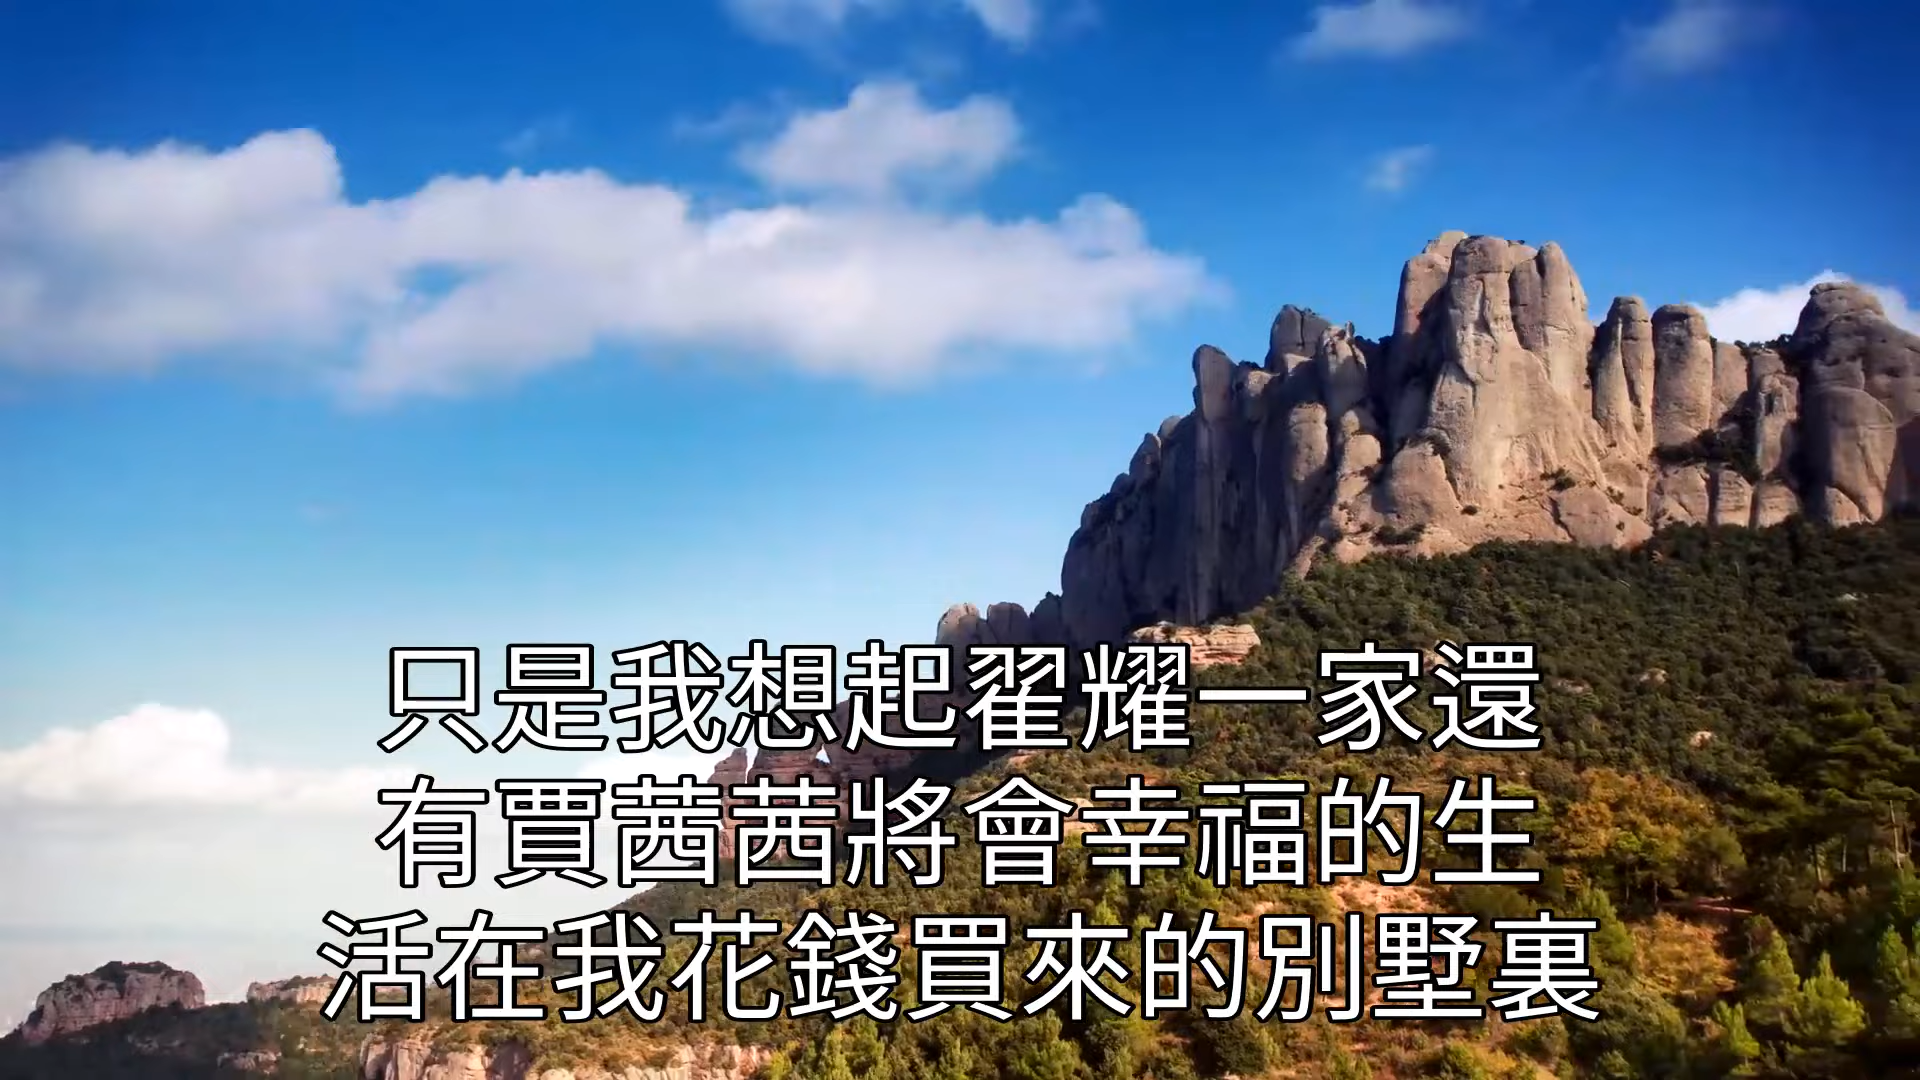 只是我想起翟耀一家還
有賈茜茜將會幸福的生
活在我花錢買來的別墅裏